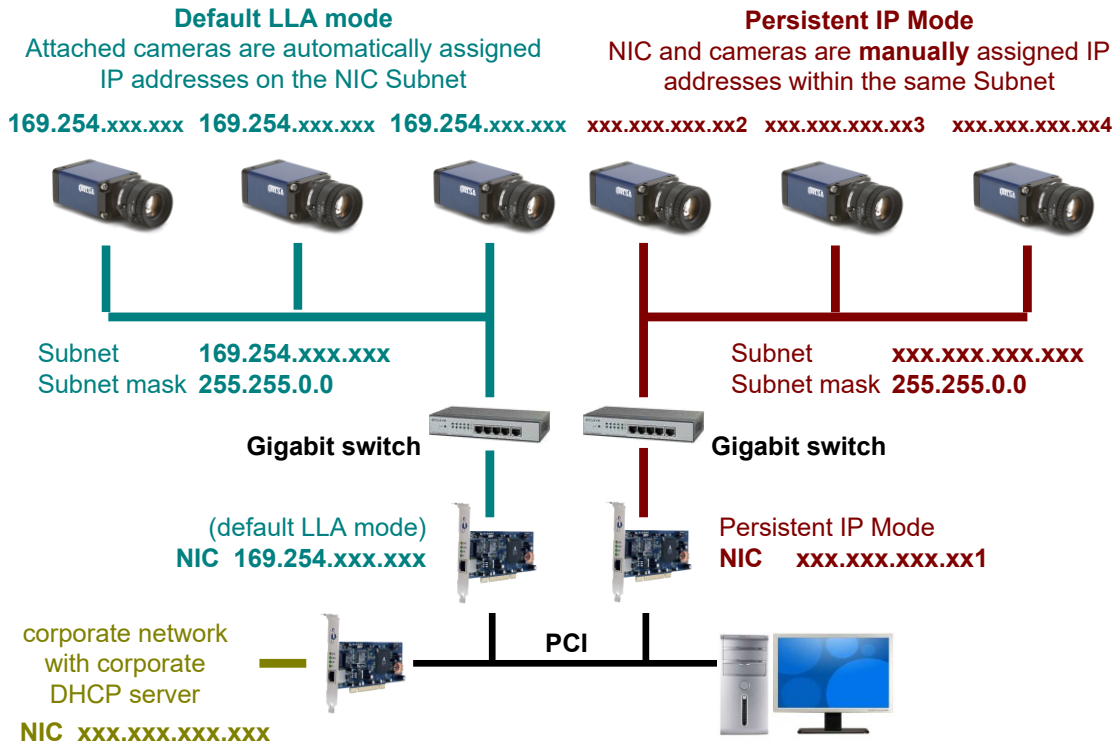 Default LLA mode
Attached cameras are automatically assigned
IP addresses on the NIC Subnet
Persistent IP Mode
NIC and cameras are manually assigned IP
addresses within the same Subnet
169.254.xxx.xxx 169.254.xxx.xxx 169.254.xxx.xxx xxx.xxx.xxx.xx2 xxx.xxx.xxx.xx3 xxx.xxx.xxx.xx4
Subnet 169.254.xxx.xxx
Subnet mask 255.255.0.0
Subnet xxx.xxx.xxx.xxx
Subnet mask 255.255.0.0
Gigabit switch
Gigabit switch
(default LLA mode)
NIC 169.254.xxx.xxx
Persistent IP Mode
NIC xxx.xxx.xxx.xx1
PCI
corporate network
with corporate
DHCP server
NIC xxx.xxx.xxx.xxx